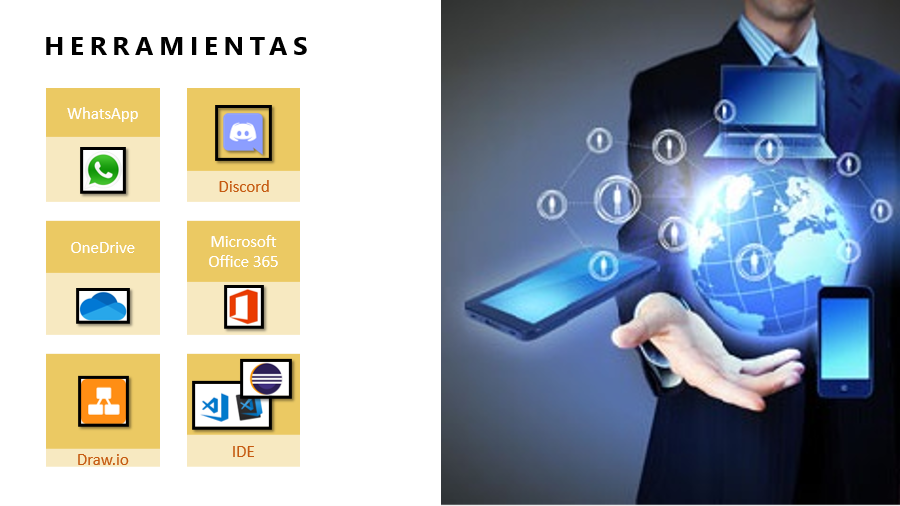 HERRAMIENTAS
WhatsApp
Discord
OneDrive
Microsoft
Office 365
Draw.io
IDE